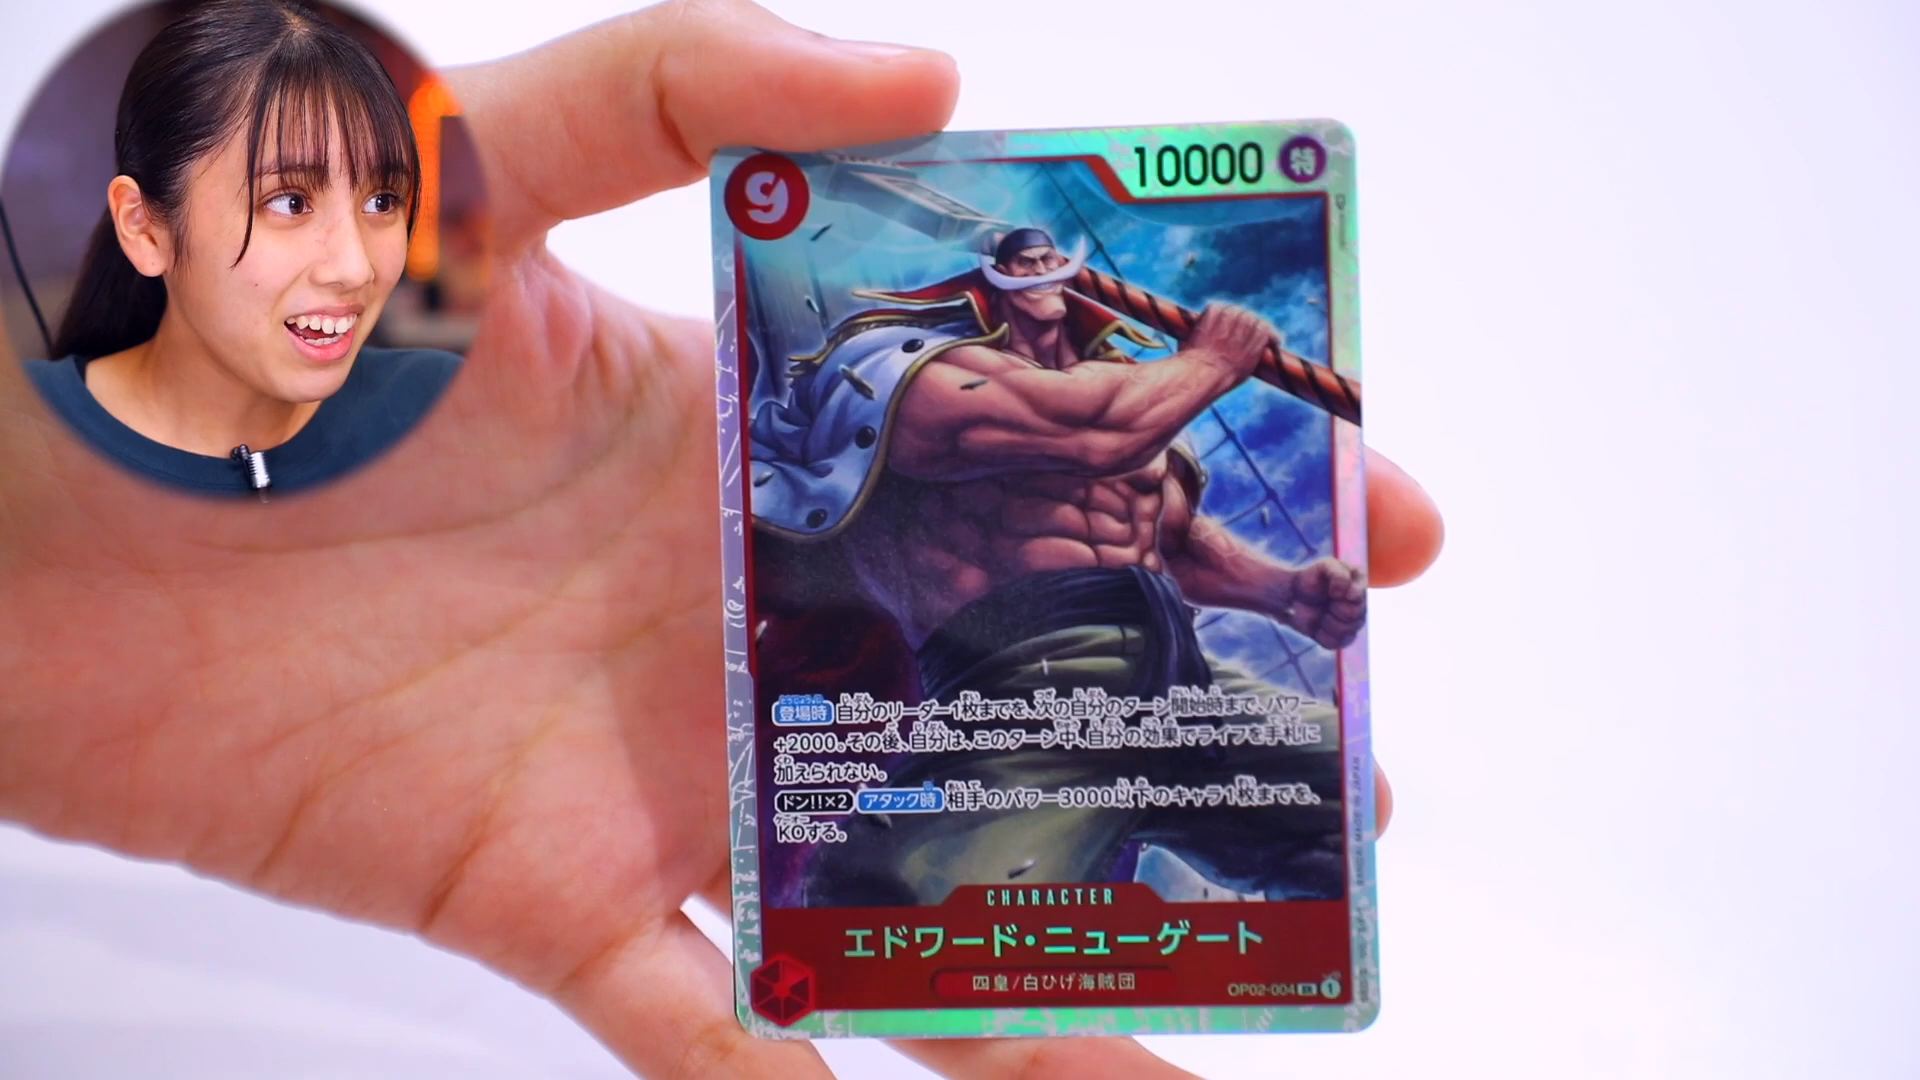 9
10000 特
登場時 自分のリーダー1枚までを、次の自分のターン開始時まで、パワー
+2000。その後、自分は、このターン中、自分の効果でライフを手札に
加えられない。
ドン!!×2 アタック時 相手のパワー3000以下のキャラ1枚までを、
KOする。
CHARACTER
エドワード・ニューゲート
四皇/白ひげ海賊団
OP02-004 SR 1